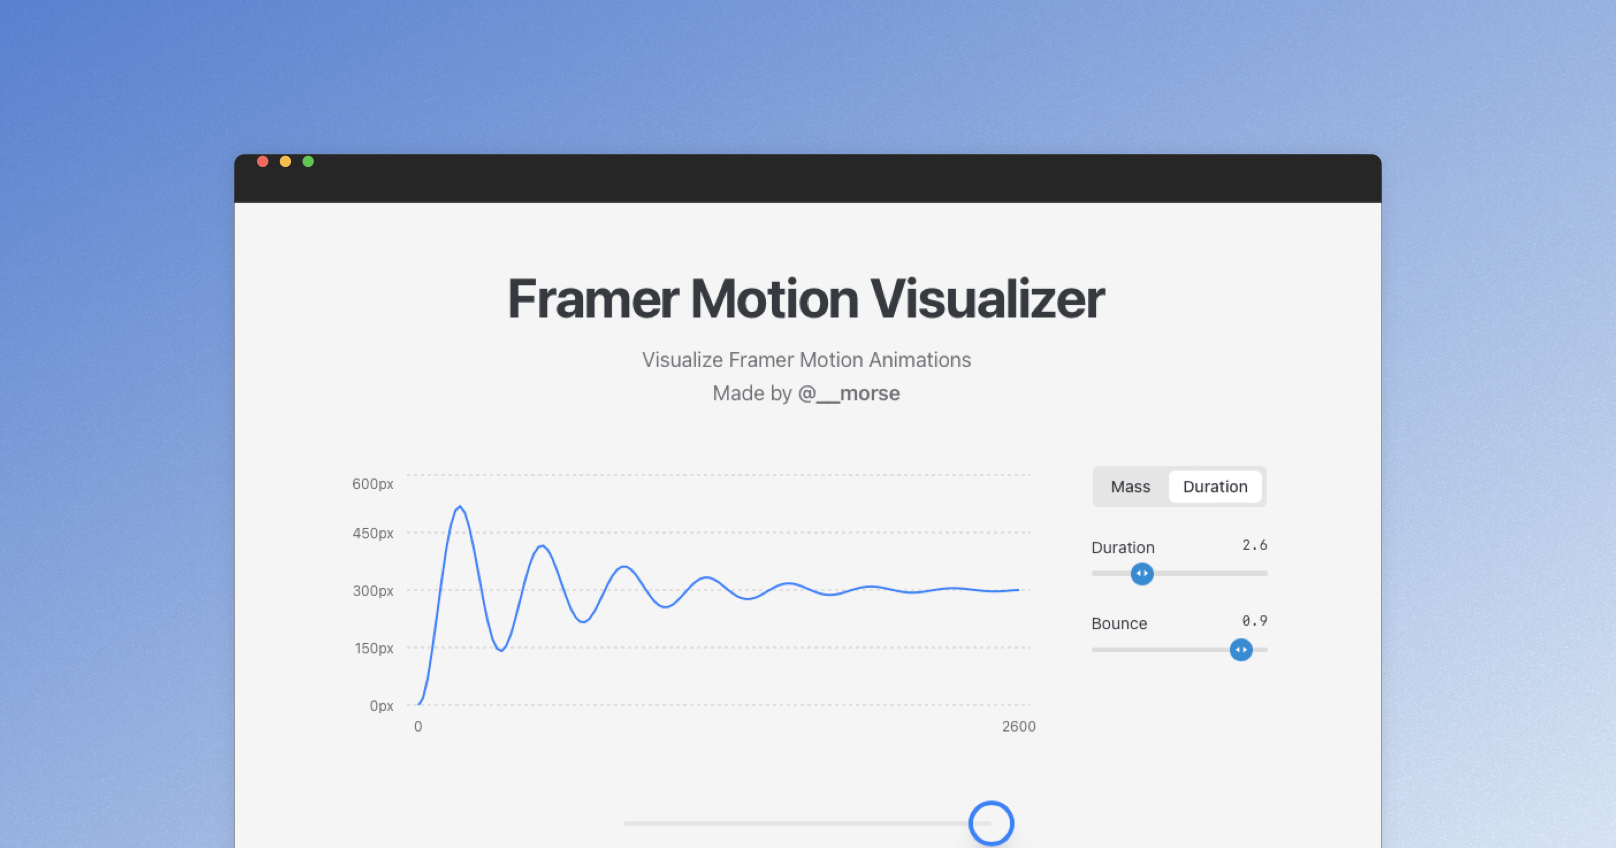 Framer Motion Visualizer
Visualize Framer Motion Animations
Made by @__morse
600px
450px
300px
150px
0px
0
2600
Mass
Duration
Duration 2.6
Bounce 0.9